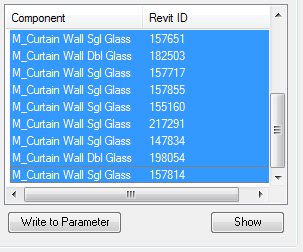 Component Revit ID
M_Curtain Wall Sgl Glass 157651
M_Curtain Wall Dbl Glass 182503
M_Curtain Wall Sgl Glass 157717
M_Curtain Wall Sgl Glass 157855
M_Curtain Wall Sgl Glass 155160
M_Curtain Wall Sgl Glass 217291
M_Curtain Wall Sgl Glass 147834
M_Curtain Wall Dbl Glass 198054
M_Curtain Wall Sgl Glass 157814
Write to Parameter Show